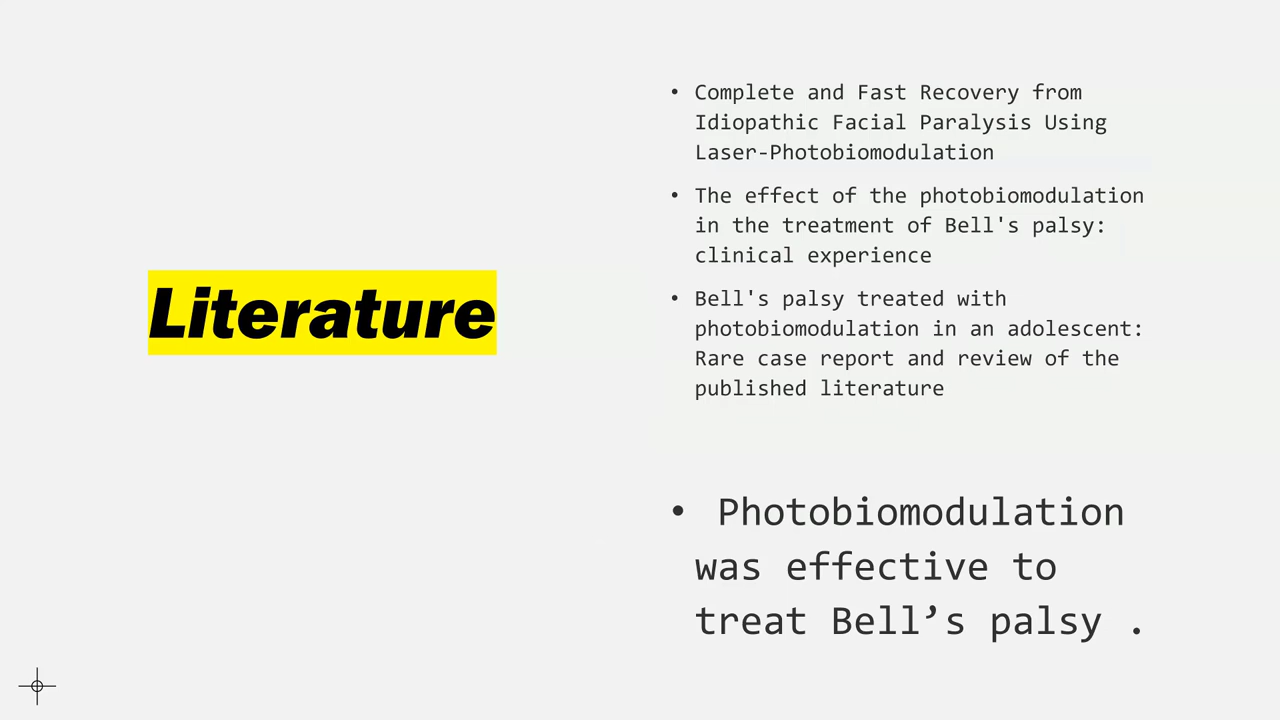 Literature
• Complete and Fast Recovery from
Idiopathic Facial Paralysis Using
Laser-Photobiomodulation
• The effect of the photobiomodulation
in the treatment of Bell's palsy:
clinical experience
• Bell's palsy treated with
photobiomodulation in an adolescent:
Rare case report and review of the
published literature
• Photobiomodulation
was effective to
treat Bell’s palsy .